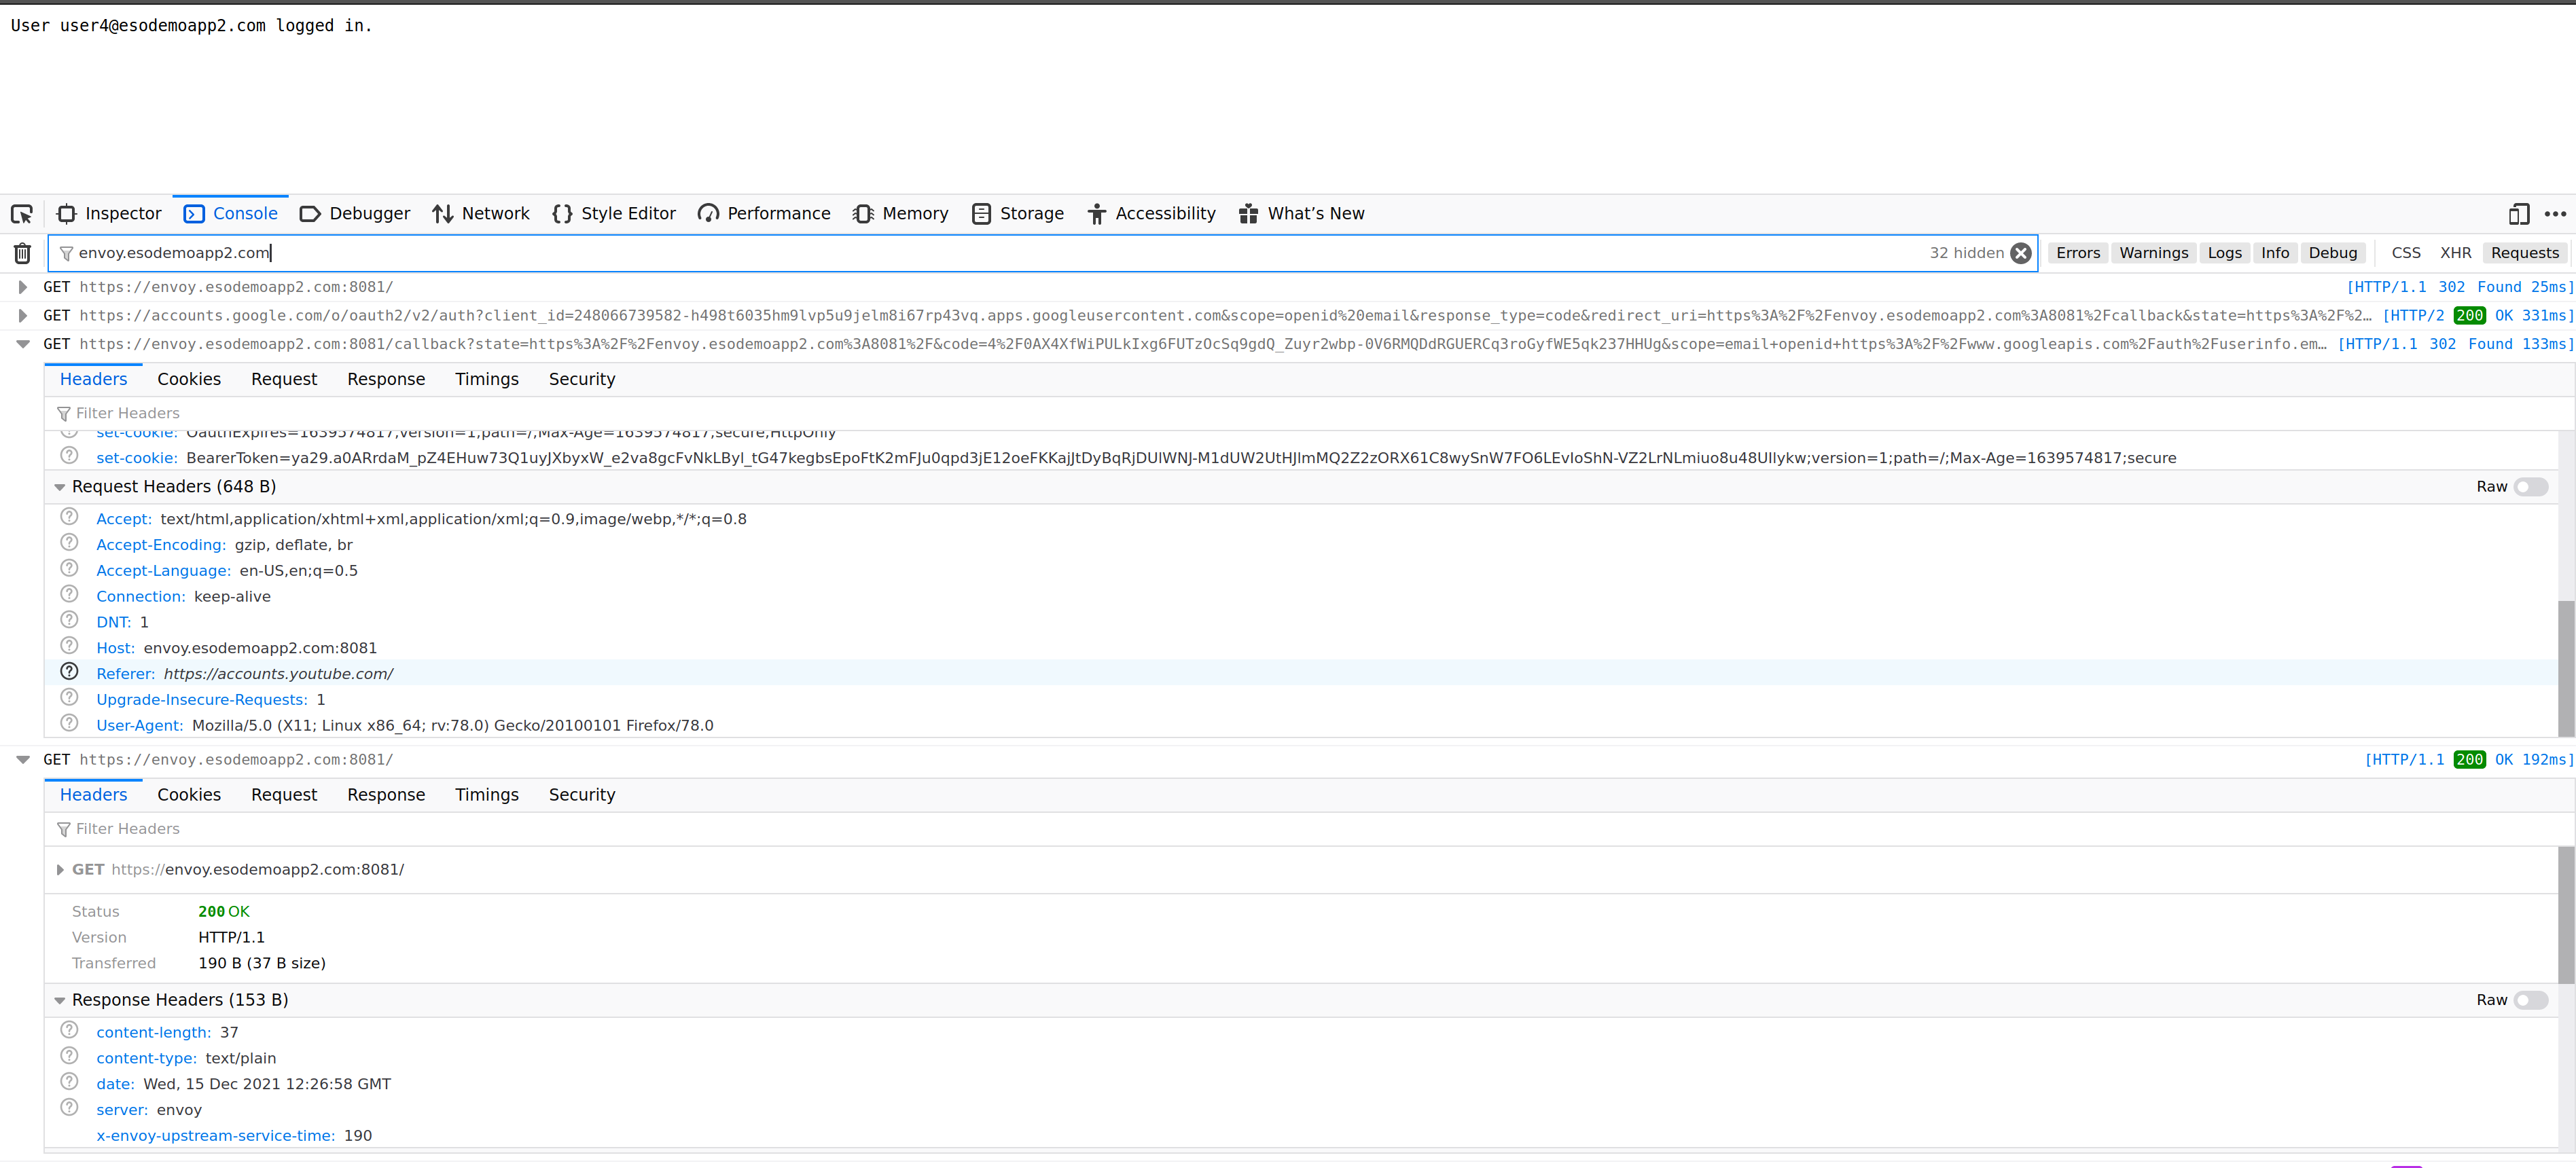 User user4@esodemoapp2.com logged in.
Inspector Console Debugger Network Style Editor Performance Memory Storage Accessibility What's New
envoy.esodemoapp2.com 32 hidden Errors Warnings Logs Info Debug CSS XHR Requests
GET https://envoy.esodemoapp2.com:8081/ [HTTP/1.1 302 Found 25ms]
GET https://accounts.google.com/o/oauth2/v2/auth?client_id=248066739582-h498t6035hm9lvp5u9jelm8i67rp43vq.apps.googleusercontent.com&scope=openid%20email&response_type=code&redirect_uri=https%3A%2F%2Fenvoy.esodemoapp2.com%3A8081%2Fcallback&state=https%3A%2F%2… [HTTP/2 200 OK 331ms]
GET https://envoy.esodemoapp2.com:8081/callback?state=https%3A%2F%2Fenvoy.esodemoapp2.com%3A8081%2F&code=4%2F0AX4XfWiPULkIxg6FUTzOcSq9gdQ_Zuyr2wbp-0V6RMQDdRGUERCq3roGyfWE5qk237HHUg&scope=email+openid+https%3A%2F%2Fwww.googleapis.com%2Fauth%2Fuserinfo.em… [HTTP/1.1 302 Found 133ms]
Headers Cookies Request Response Timings Security
Filter Headers
set-cookie: OauthExpires=1639574817;version=1;path=/;Max-Age=1639574817;secure;HttpOnly
set-cookie: BearerToken=ya29.a0ARrdaM_pZ4EHuw73Q1uyJXbyxW_e2va8gcFvNkLByl_tG47kegbsEpoFtK2mFJu0qpd3jE12oeFKKajJtDyBqRjDUlWNJ-M1dUW2UtHJlmMQ2Z2zORX61C8wySnW7FO6LEvIoShN-VZ2LrNLmiuo8u48UIlykw;version=1;path=/;Max-Age=1639574817;secure
Request Headers (648 B) Raw
Accept: text/html,application/xhtml+xml,application/xml;q=0.9,image/webp,*/*;q=0.8
Accept-Encoding: gzip, deflate, br
Accept-Language: en-US,en;q=0.5
Connection: keep-alive
DNT: 1
Host: envoy.esodemoapp2.com:8081
Referer: https://accounts.youtube.com/
Upgrade-Insecure-Requests: 1
User-Agent: Mozilla/5.0 (X11; Linux x86_64; rv:78.0) Gecko/20100101 Firefox/78.0
GET https://envoy.esodemoapp2.com:8081/ [HTTP/1.1 200 OK 192ms]
Headers Cookies Request Response Timings Security
Filter Headers
GET https://envoy.esodemoapp2.com:8081/
Status 200 OK
Version HTTP/1.1
Transferred 190 B (37 B size)
Response Headers (153 B) Raw
content-length: 37
content-type: text/plain
date: Wed, 15 Dec 2021 12:26:58 GMT
server: envoy
x-envoy-upstream-service-time: 190